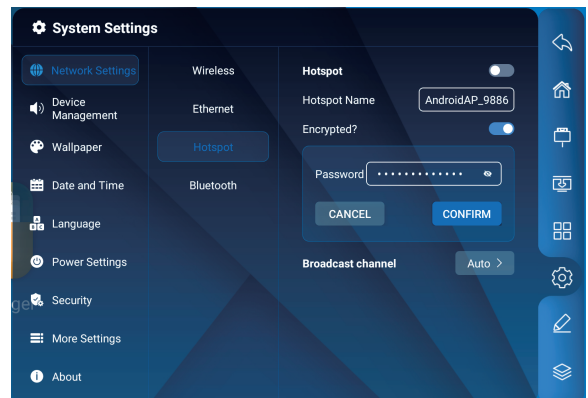 System Settings
Network Settings
Device
Management
Wallpaper
Date and Time
Language
Power Settings
Security
More Settings
About
Wireless
Ethernet
Hotspot
Bluetooth
Hotspot
Hotspot Name
AndroidAP_9886
Encrypted?
Password
CANCEL
CONFIRM
Broadcast channel
Auto >